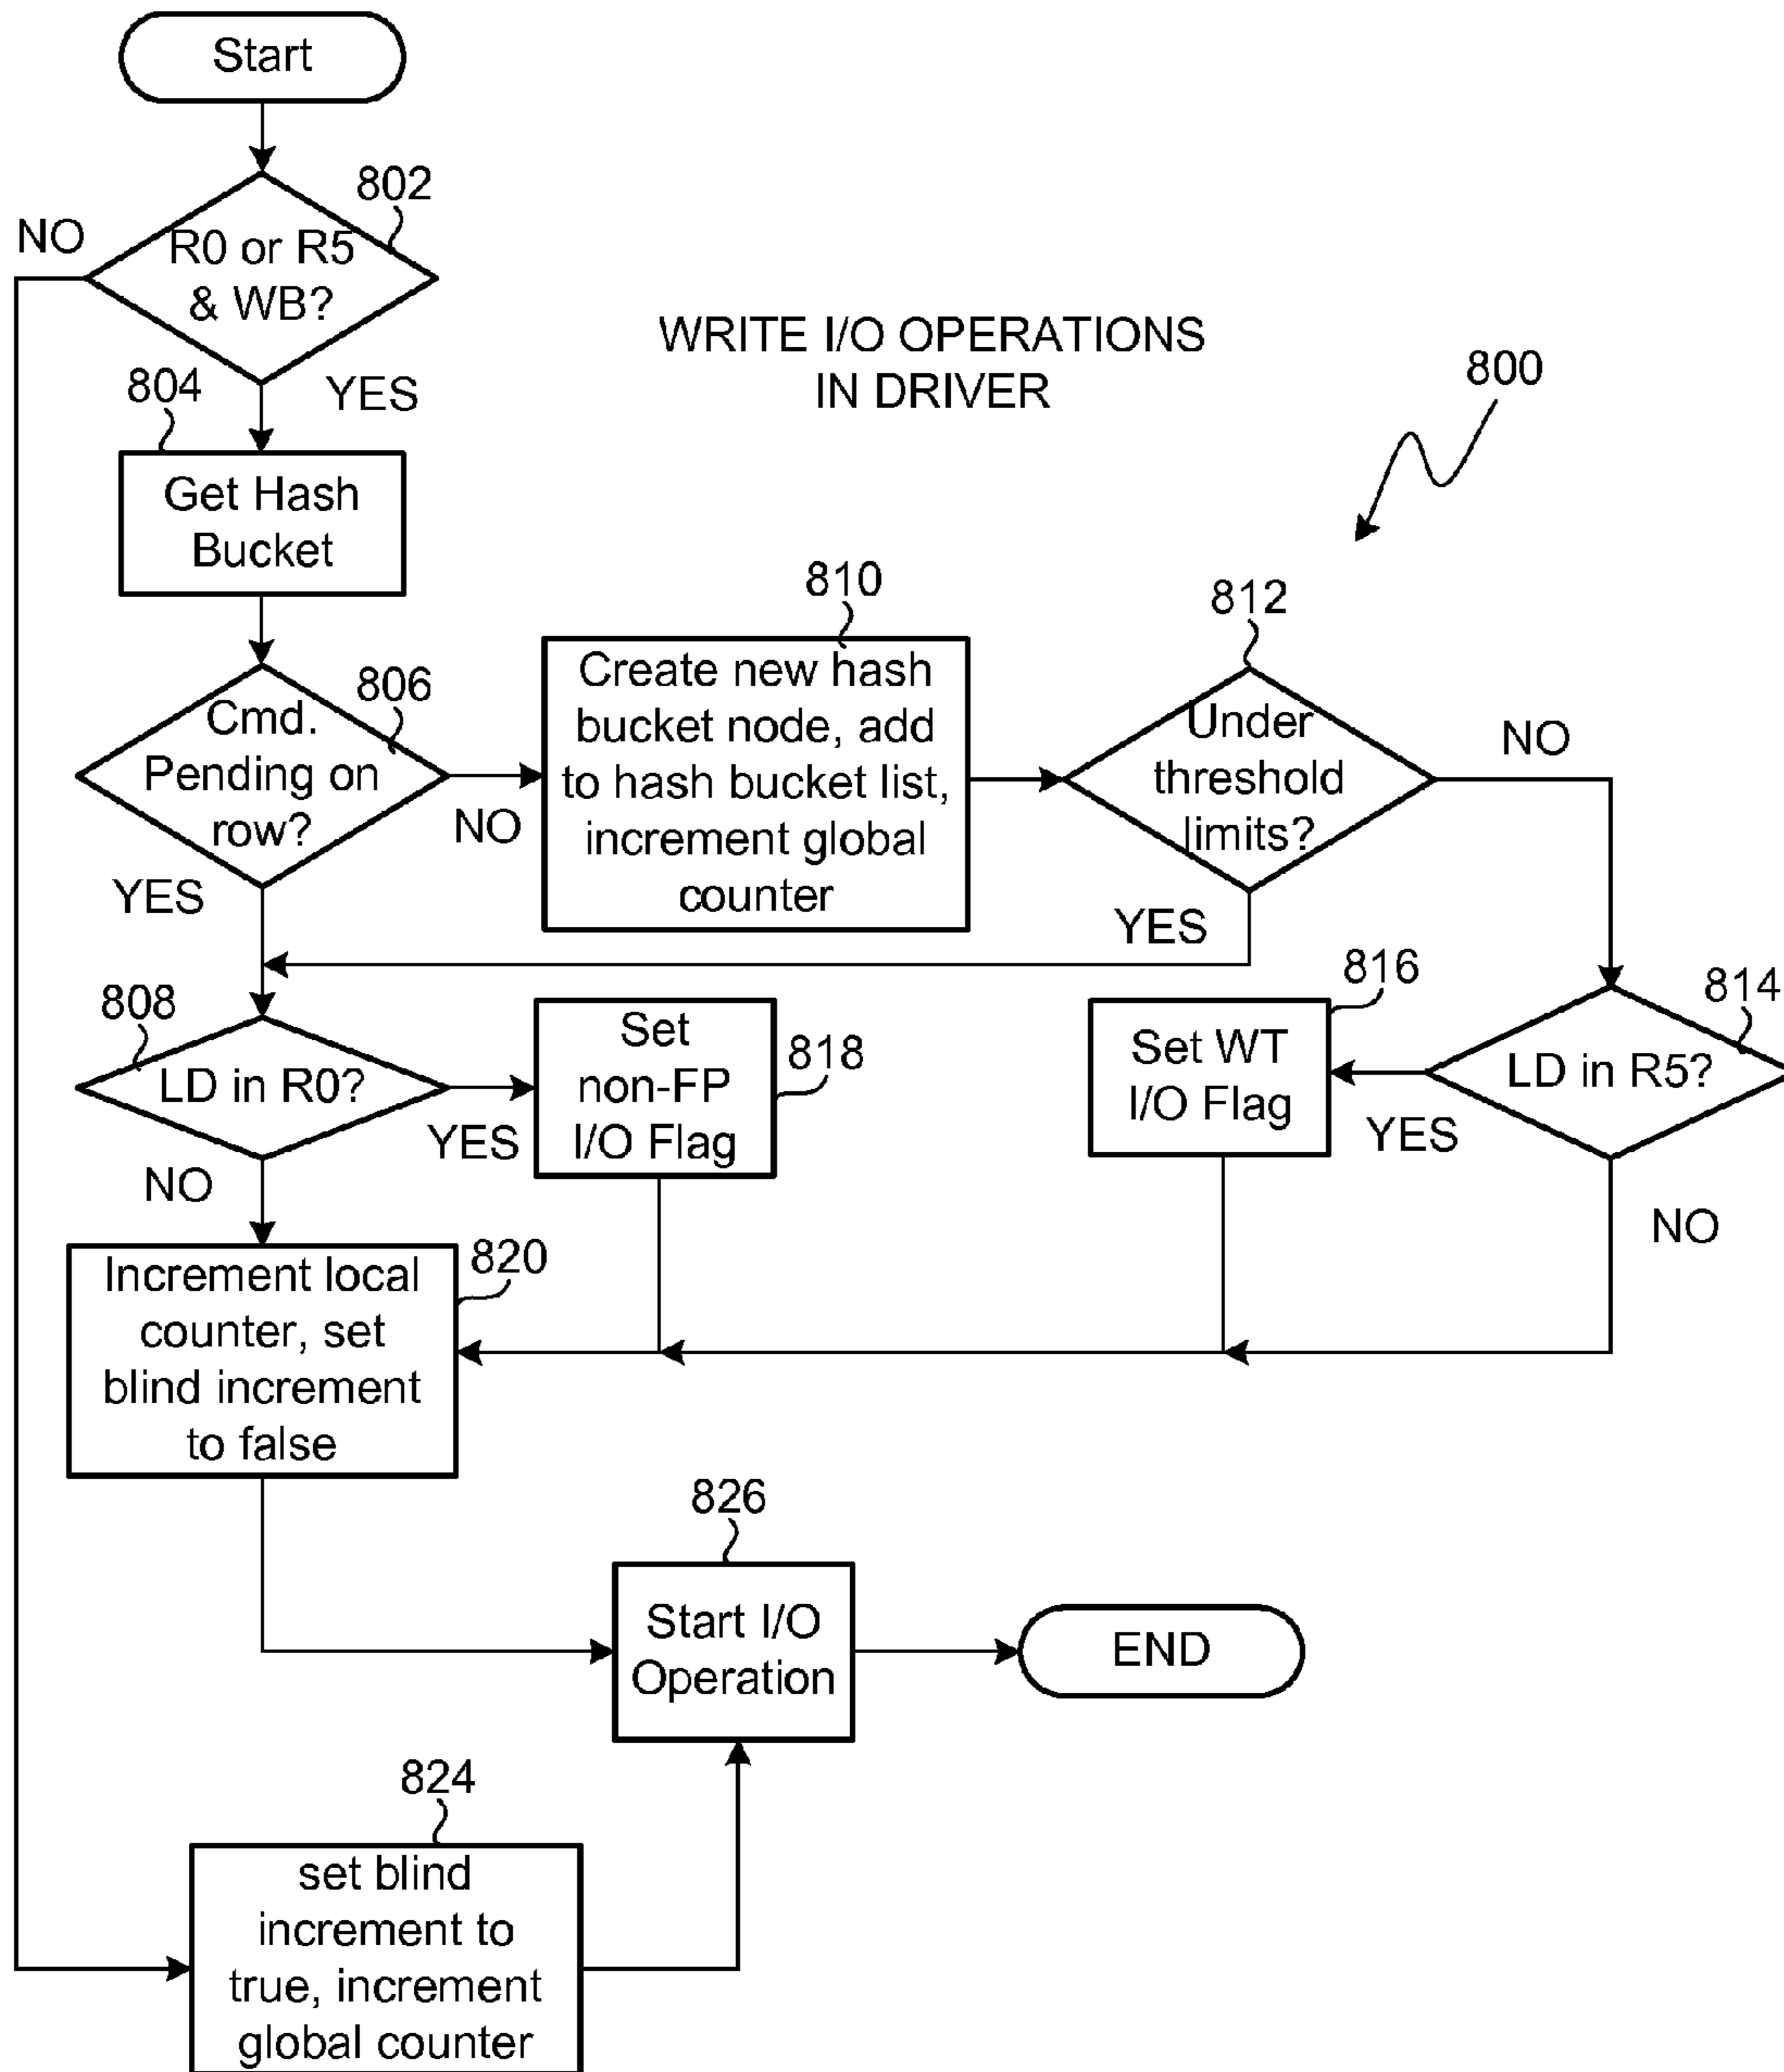 Start
802
NO
R0 or R5
& WB?
YES
WRITE I/O OPERATIONS
IN DRIVER
800
804
Get Hash
Bucket
806
Cmd.
Pending on
row?
NO
YES
810
Create new hash
bucket node, add
to hash bucket list,
increment global
counter
812
Under
threshold
limits?
NO
YES
808
LD in R0?
YES
NO
Set
non-FP
I/O Flag
818
816
Set WT
I/O Flag
814
LD in R5?
YES
NO
820
Increment local
counter, set
blind increment
to false
826
Start I/O
Operation
END
824
set blind
increment to
true, increment
global counter